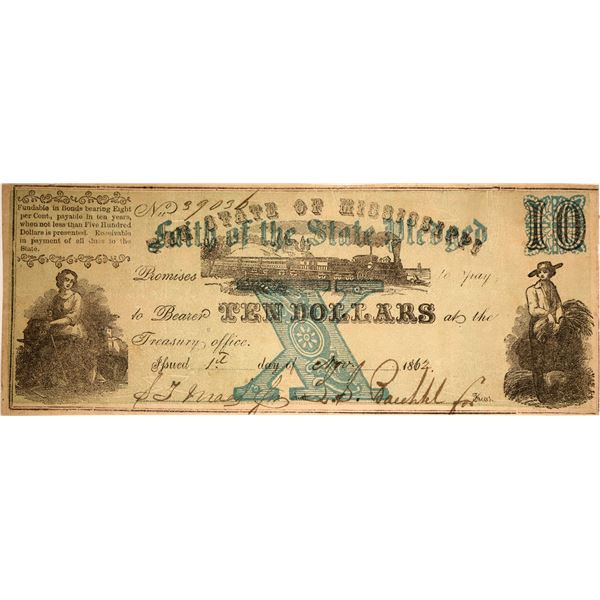 Fundable in Bonds bearing Eight
per Cent., payable in ten years,
when not less than Five Hundred
Dollars is presented. Receivable
in payment of all dues to the
State.
No. 39036
STATE OF MISSISSIPPI
Faith of the State Pledged
10
Promises to pay,
to Bearer TEN DOLLARS at the
Treasury office.
X
Issued 1st day of 1862
Treas.